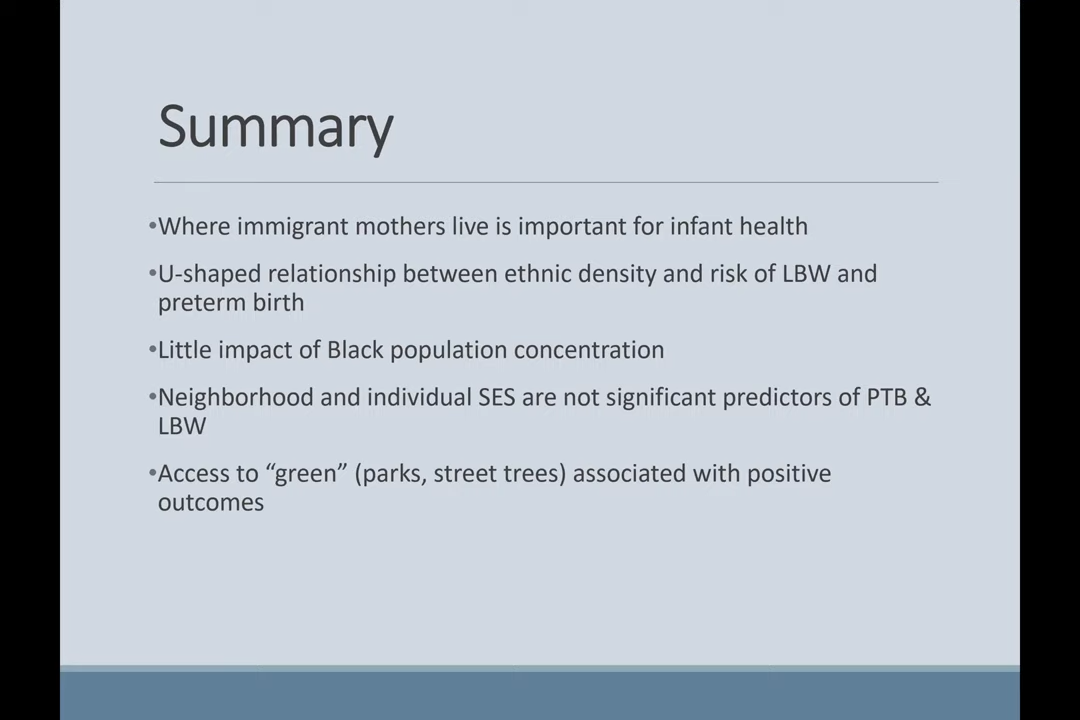 Summary
•Where immigrant mothers live is important for infant health
•U-shaped relationship between ethnic density and risk of LBW and
preterm birth
•Little impact of Black population concentration
•Neighborhood and individual SES are not significant predictors of PTB &
LBW
•Access to “green” (parks, street trees) associated with positive
outcomes